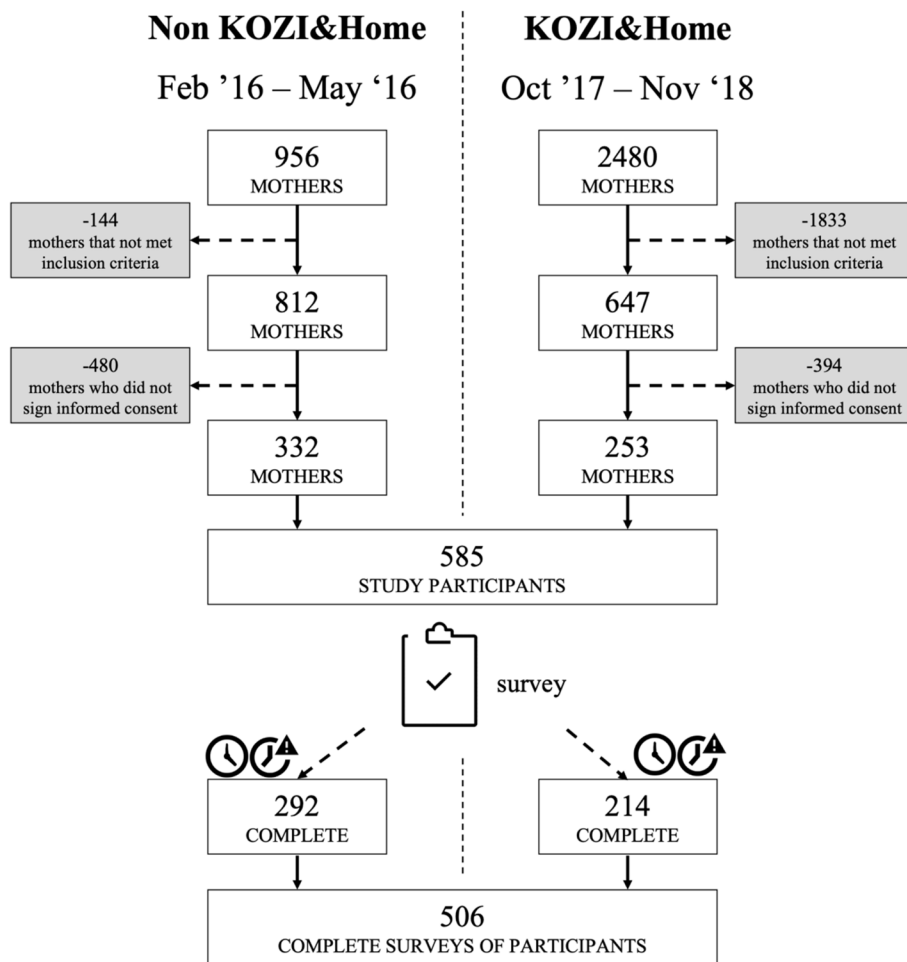 Non KOZI&Home
KOZI&Home
Feb ’16 – May ‘16
Oct ’17 – Nov ‘18
956
MOTHERS
2480
MOTHERS
-144
mothers that not met
inclusion criteria
-1833
mothers that not met
inclusion criteria
812
MOTHERS
647
MOTHERS
-480
mothers who did not
sign informed consent
-394
mothers who did not
sign informed consent
332
MOTHERS
253
MOTHERS
585
STUDY PARTICIPANTS
survey
292
COMPLETE
214
COMPLETE
506
COMPLETE SURVEYS OF PARTICIPANTS